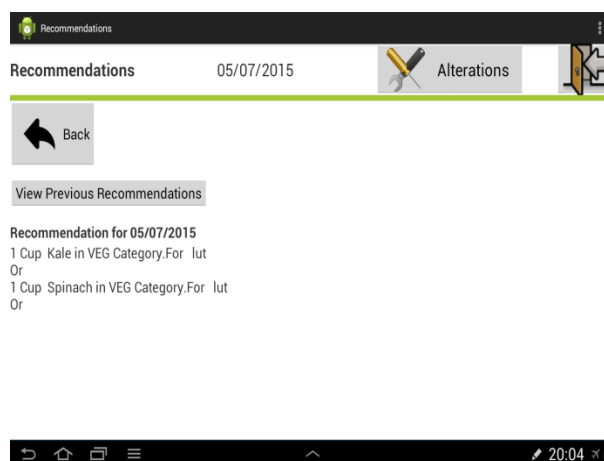 Recommendations
Recommendations 05/07/2015 Alterations
Back
View Previous Recommendations
Recommendation for 05/07/2015
1 Cup Kale in VEG Category.For lut
Or
1 Cup Spinach in VEG Category.For lut
Or
20:04